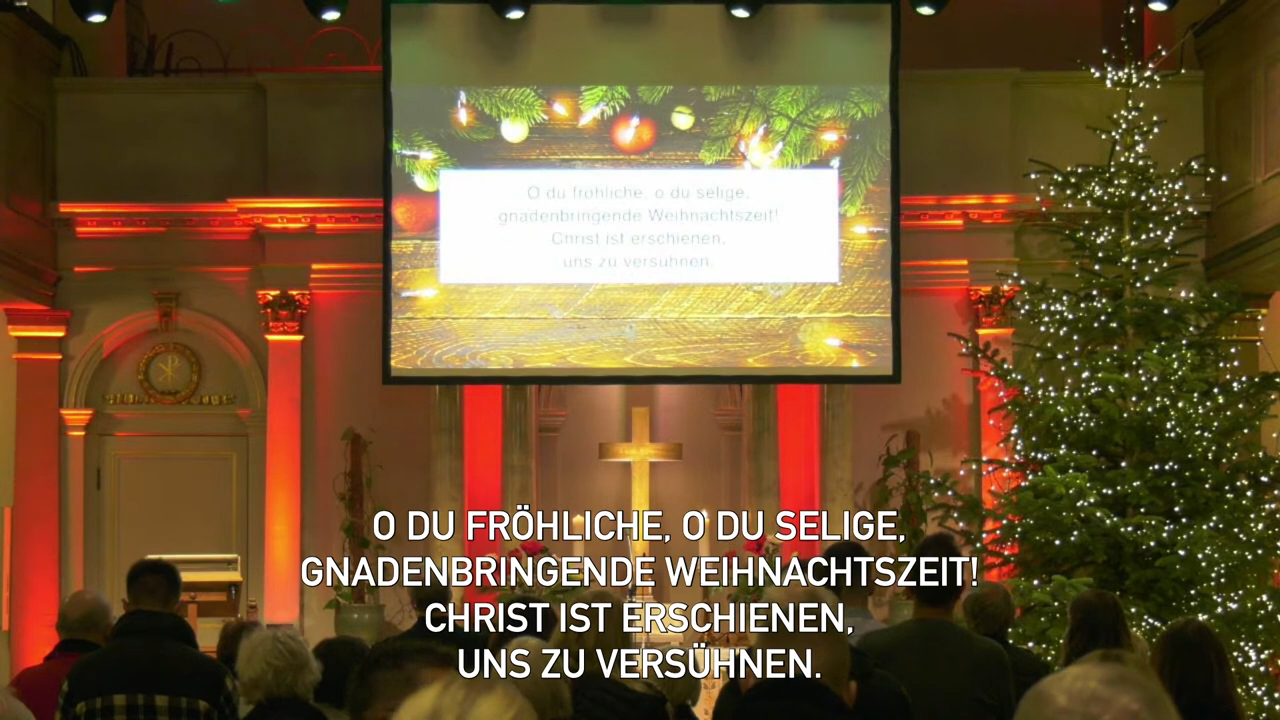 O du fröhliche, o du selige,
gnadenbringende Weihnachtszeit!
Christ ist erschienen,
uns zu versühnen.
O DU FRÖHLICHE, O DU SELIGE,
GNADENBRINGENDE WEIHNACHTSZEIT!
CHRIST IST ERSCHIENEN,
UNS ZU VERSÜHNEN.